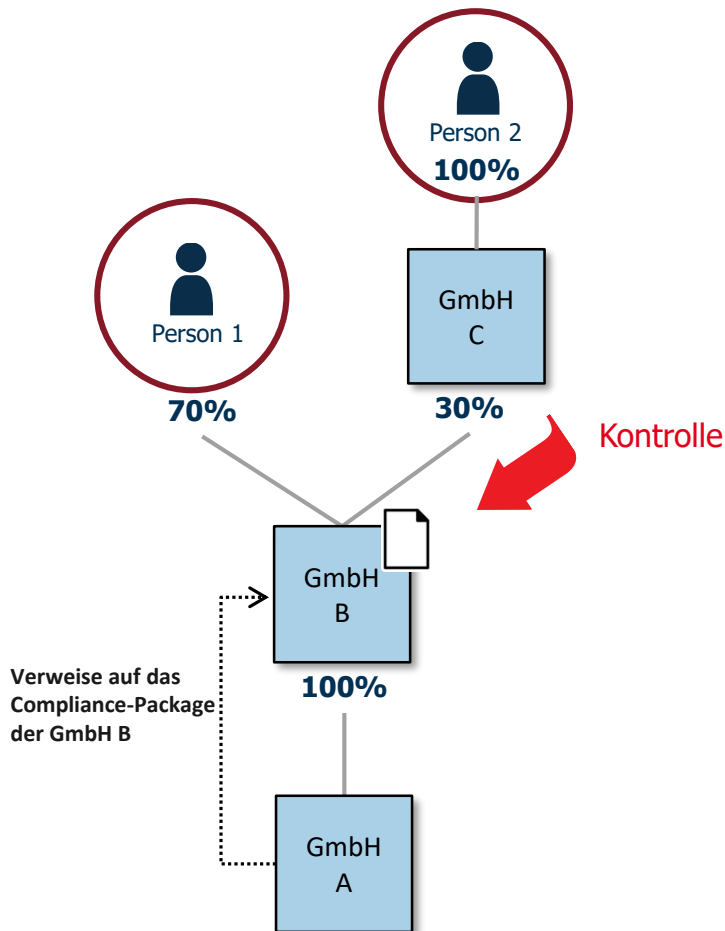 Person 2
100%
GmbH
C
Person 1
70%
30%
Kontrolle
GmbH
B
100%
Verweise auf das
Compliance-Package
der GmbH B
GmbH
A